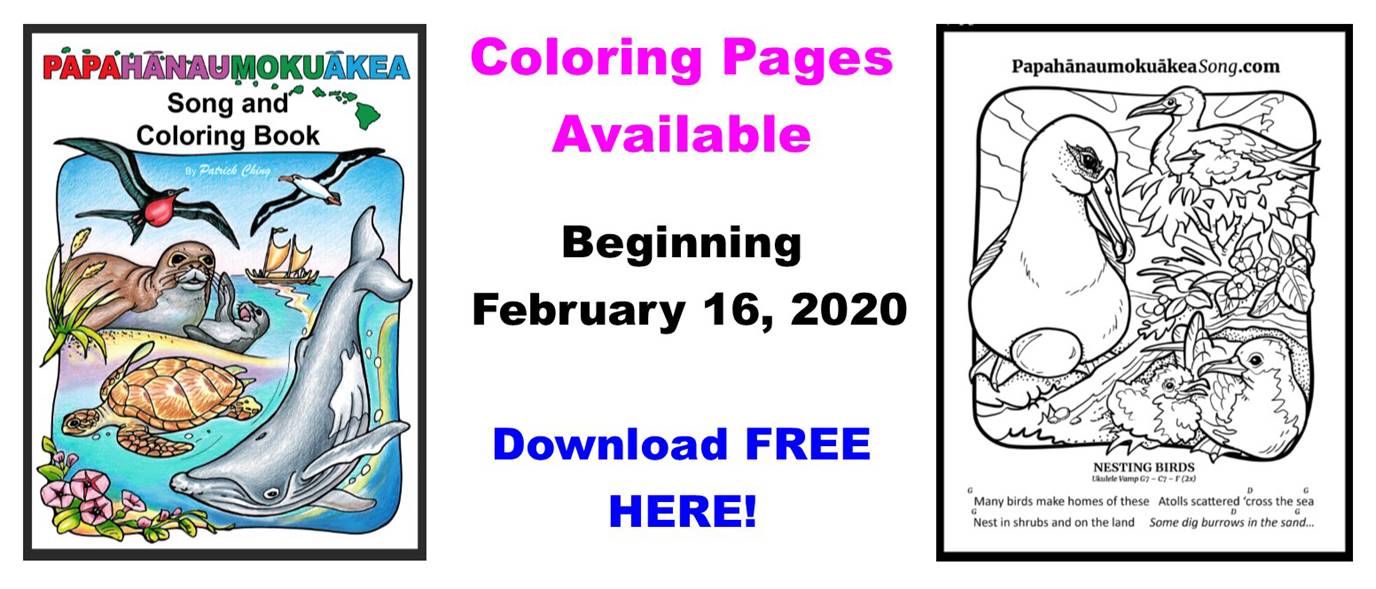 PAPAHĀNAUMOKUĀKEA
Song and
Coloring Book
By Patrick Ching
Coloring Pages
Available
Beginning
February 16, 2020
Download FREE
HERE!
PapahānaumokuākeaSong.com
NESTING BIRDS
Ukulele Vamp G7 – C7 – F (2x)
G D G
Many birds make homes of these Atolls scattered ‘cross the sea
G D G
Nest in shrubs and on the land Some dig burrows in the sand...